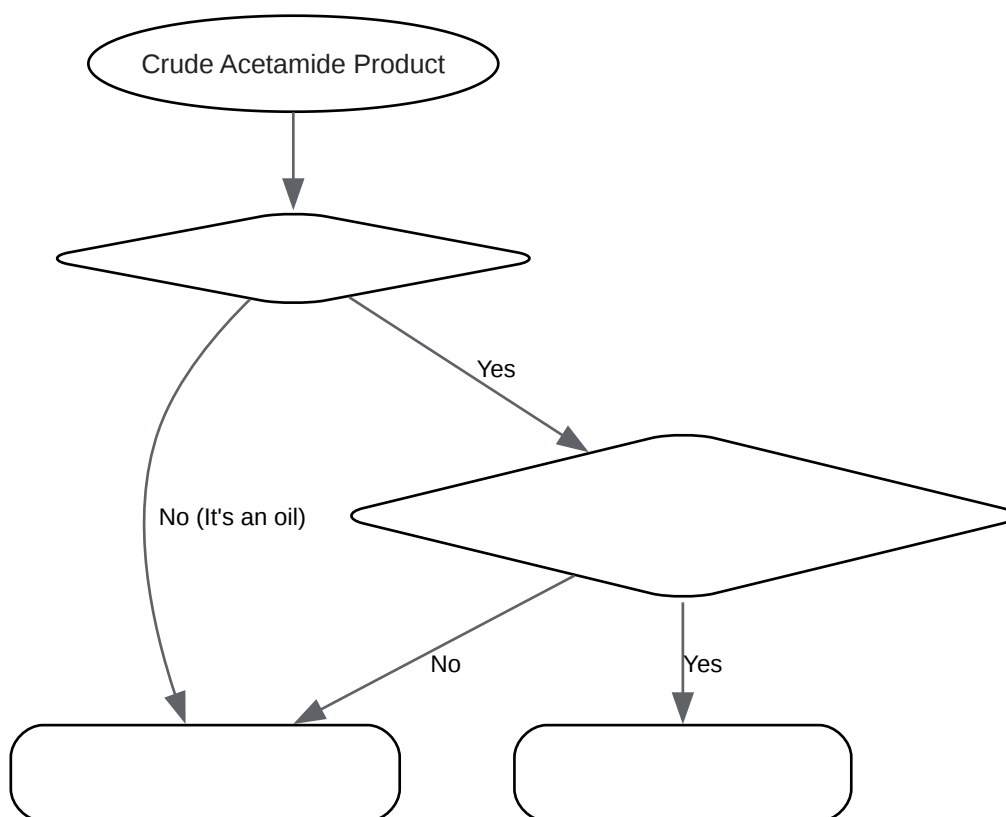 Crude Acetamide Product
Yes
No (It's an oil)
No
Yes